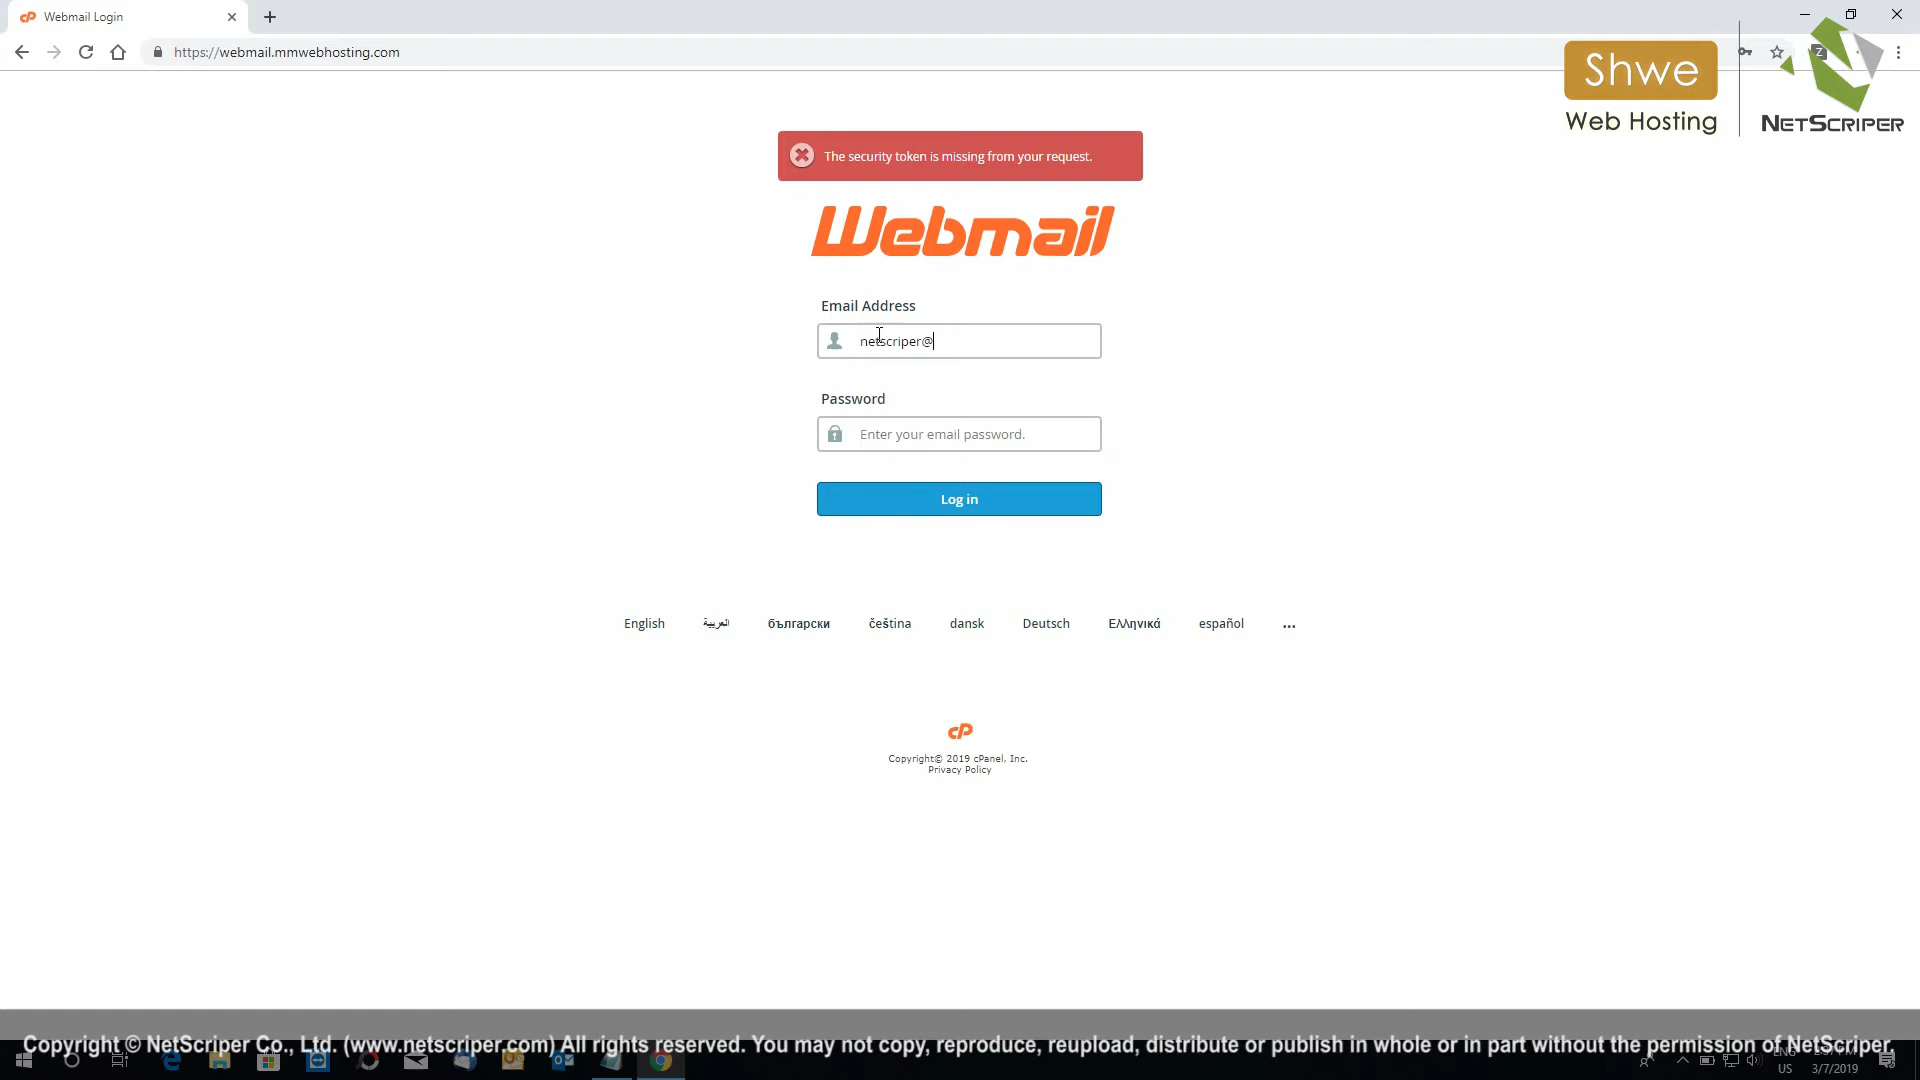 Webmail Login
https://webmail.mmwebhosting.com
Shwe
Web Hosting
NETSCRIPER
Z
The security token is missing from your request.
Webmail
Email Address
netscriper@
Password
Enter your email password.
Log in
English العربية български čeština dansk Deutsch Ελληνικά español ...
cP
Copyright© 2019 cPanel, Inc.
Privacy Policy
Copyright © NetScriper Co., Ltd. (www.netscriper.com) All rights reserved. You may not copy, reproduce, reupload, distribute or publish in whole or in part without the permission of NetScriper,
ENG
US
3/7/2019